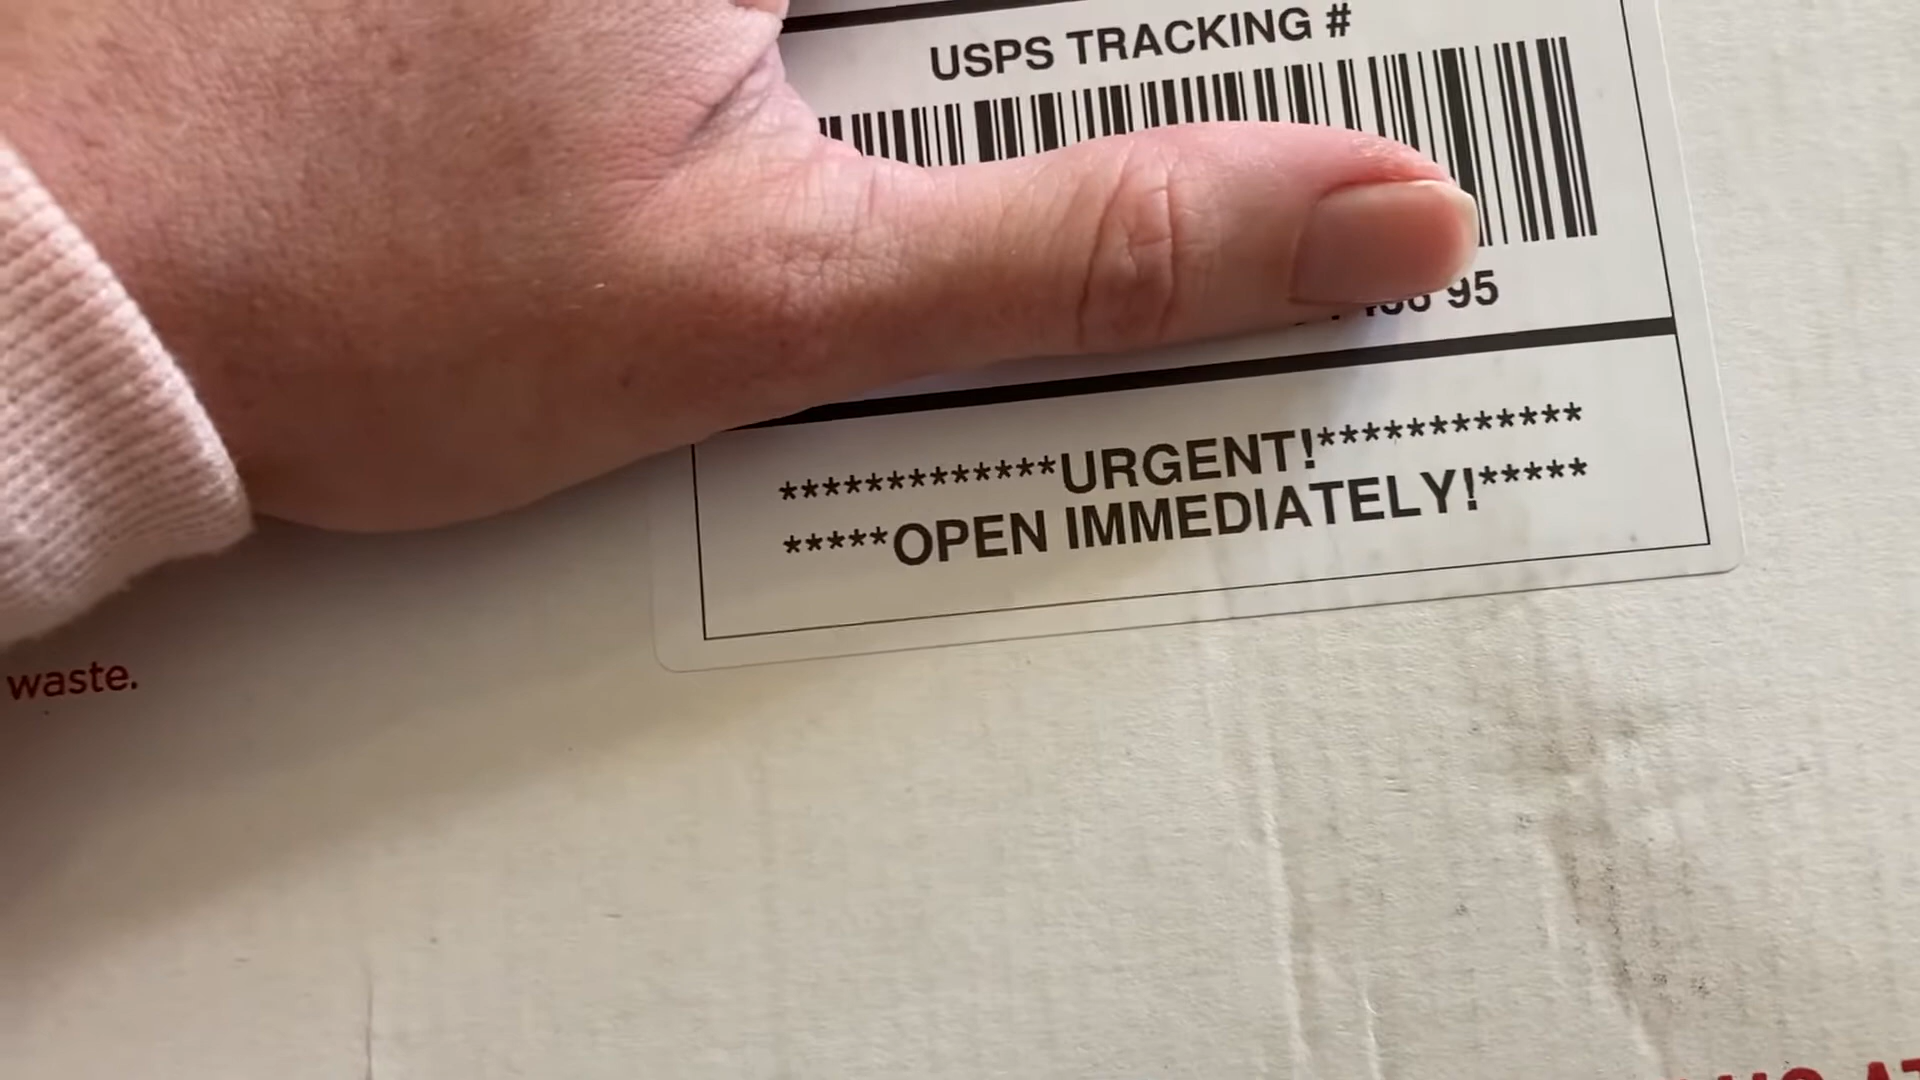 USPS TRACKING #
95
*************URGENT!************
*****OPEN IMMEDIATELY!*****
waste.